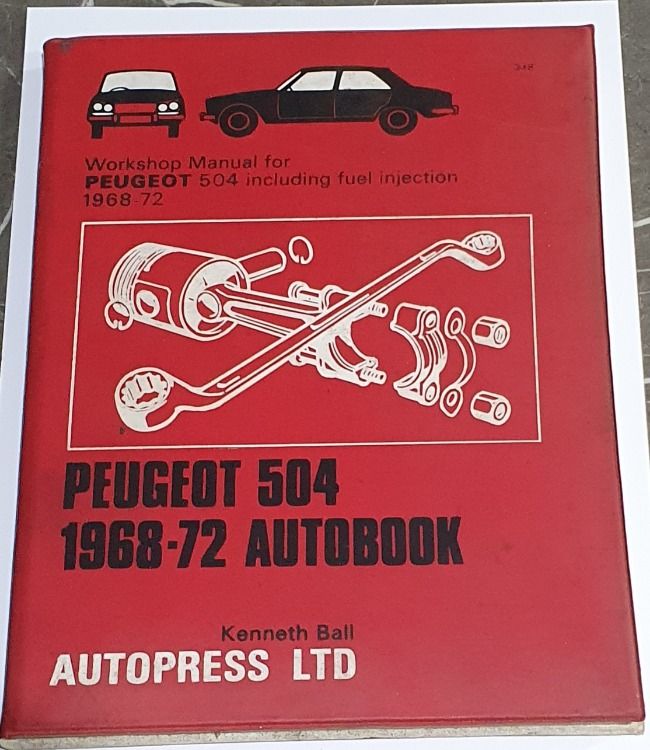 Workshop Manual for
PEUGEOT 504 including fuel injection
1968-72
PEUGEOT 504
1968-72 AUTOBOOK
Kenneth Ball
AUTOPRESS LTD